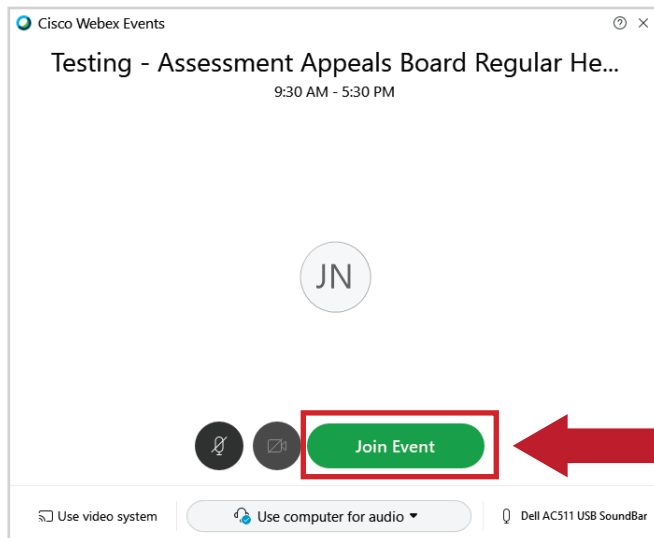 Cisco Webex Events
Testing - Assessment Appeals Board Regular He...
9:30 AM - 5:30 PM
JN
Join Event
Use video system
Use computer for audio
Dell AC511 USB SoundBar